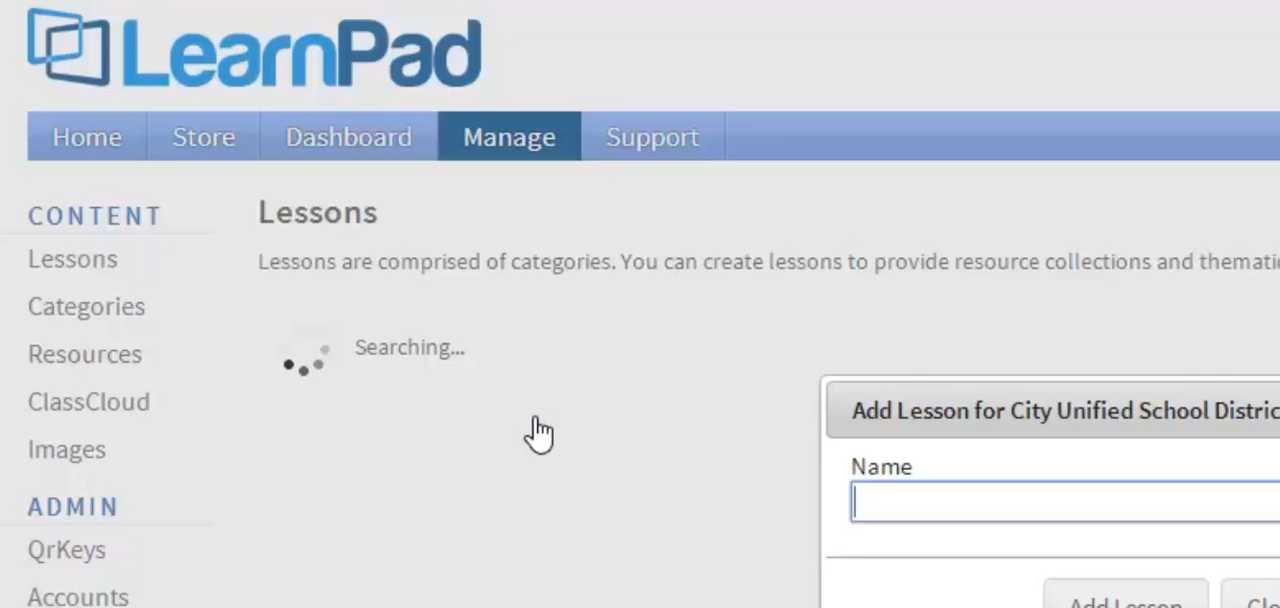 LearnPad
Home Store Dashboard Manage Support
CONTENT
Lessons
Categories
Resources
ClassCloud
Images
ADMIN
QrKeys
Accounts
Lessons
Lessons are comprised of categories. You can create lessons to provide resource collections and
Searching...
Add Lesson for City Unified School
Name
Add Lesson